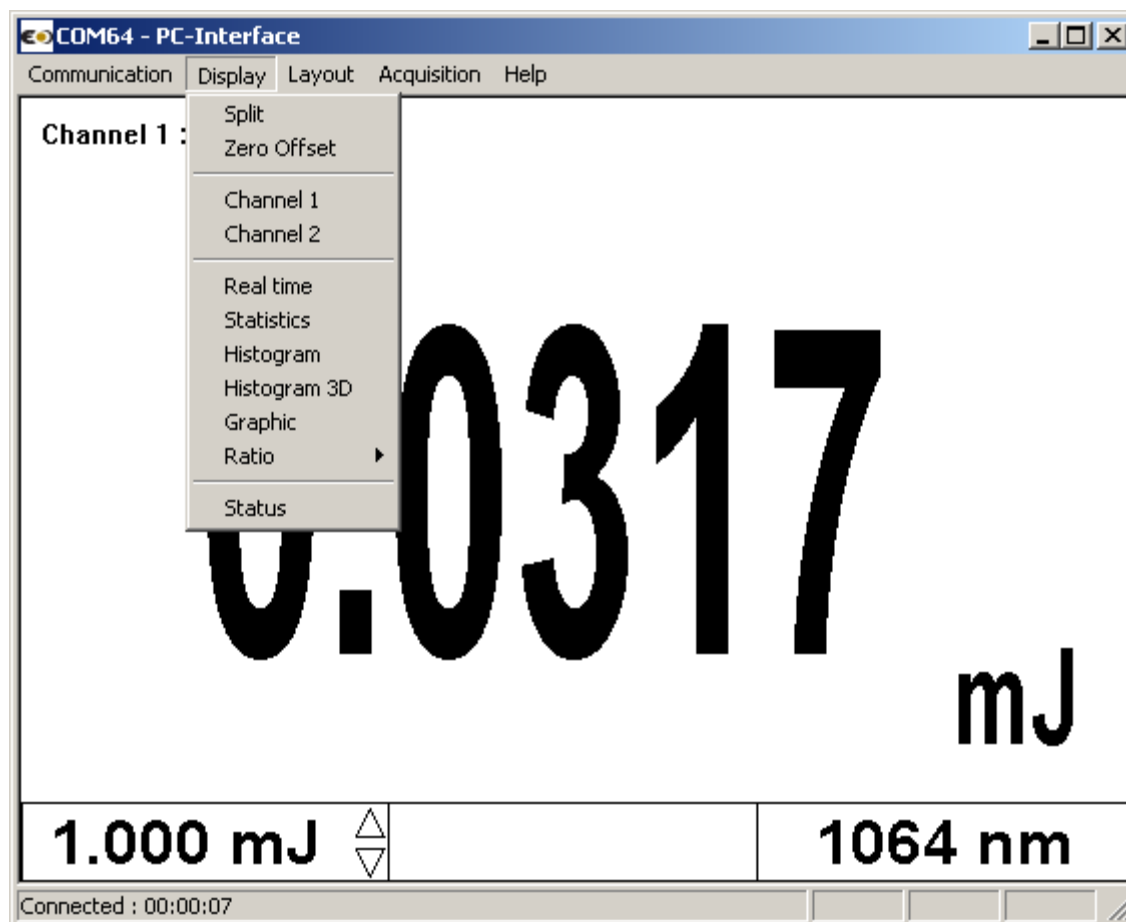 COM64 - PC-Interface
Communication Display Layout Acquisition Help
Channel 1 :
Split
Zero Offset
Channel 1
Channel 2
Real time
Statistics
Histogram
Histogram 3D
Graphic
Ratio
Status
0.0317
mJ
1.000 mJ
1064 nm
Connected : 00:00:07